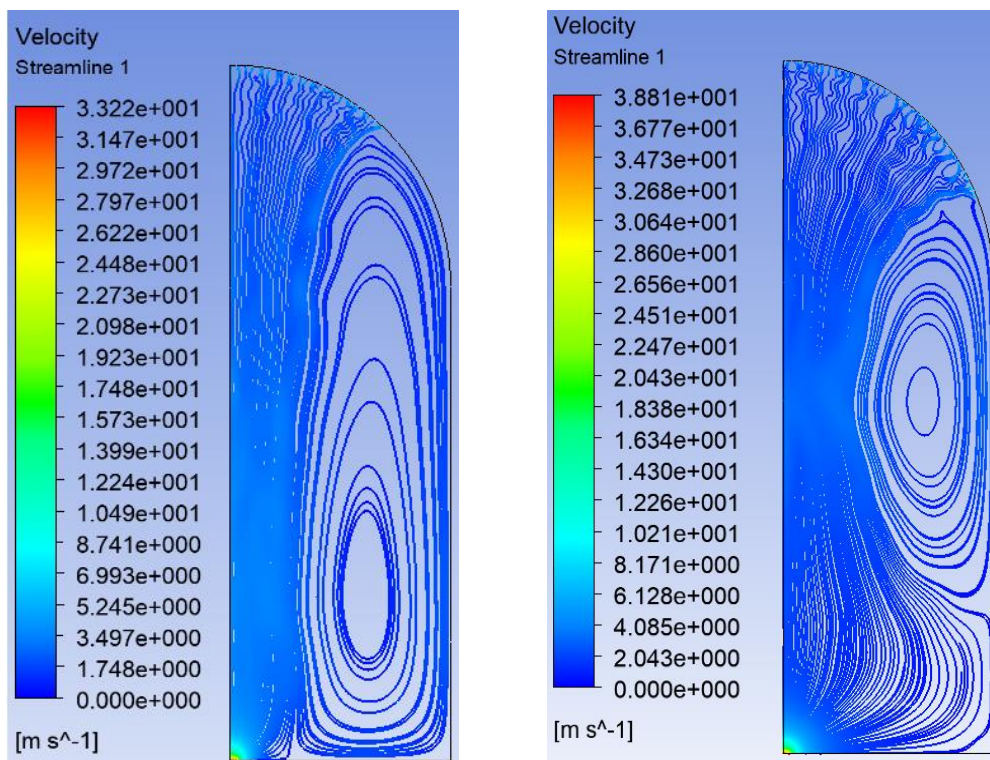 Velocity
Streamline 1
3.322e+001
3.147e+001
2.972e+001
2.797e+001
2.622e+001
2.448e+001
2.273e+001
2.098e+001
1.923e+001
1.748e+001
1.573e+001
1.399e+001
1.224e+001
1.049e+001
8.741e+000
6.993e+000
5.245e+000
3.497e+000
1.748e+000
0.000e+000
[m s^-1]
Velocity
Streamline 1
3.881e+001
3.677e+001
3.473e+001
3.268e+001
3.064e+001
2.860e+001
2.656e+001
2.451e+001
2.247e+001
2.043e+001
1.838e+001
1.634e+001
1.430e+001
1.226e+001
1.021e+001
8.171e+000
6.128e+000
4.085e+000
2.043e+000
0.000e+000
[m s^-1]